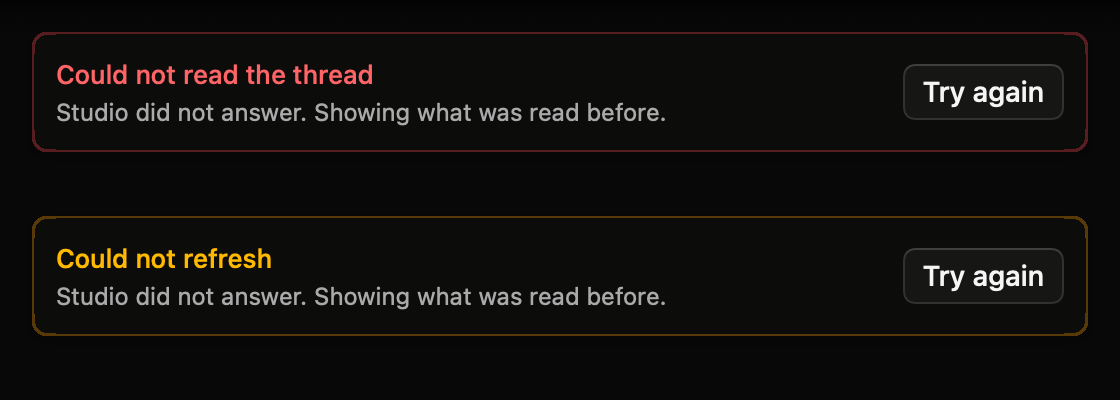 Could not read the thread
Studio did not answer. Showing what was read before.
Try again
Could not refresh
Studio did not answer. Showing what was read before.
Try again